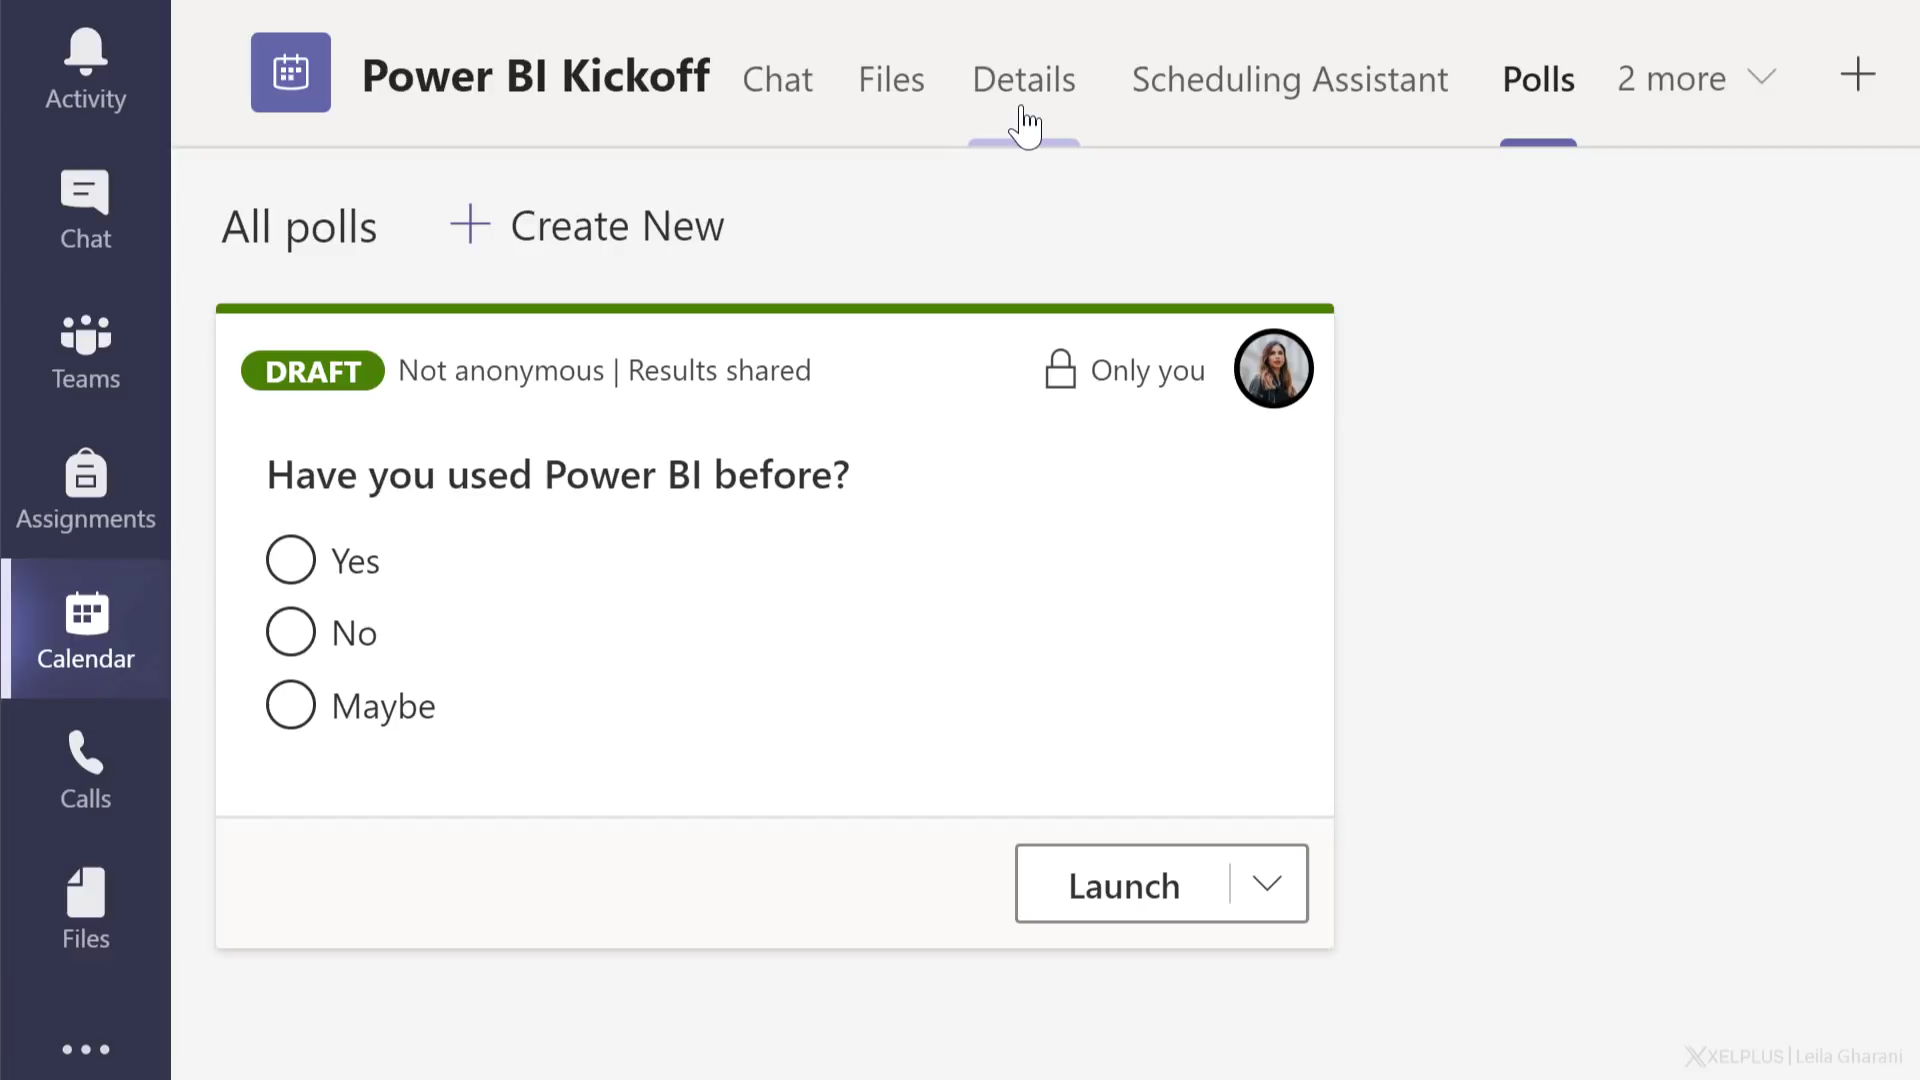 Activity
Chat
Teams
Assignments
Calendar
Calls
Files
Power BI Kickoff Chat Files Details Scheduling Assistant Polls 2 more
All polls Create New
DRAFT Not anonymous | Results shared Only you
Have you used Power BI before?
Yes
No
Maybe
Launch
XELPLUS | Leila Gharani